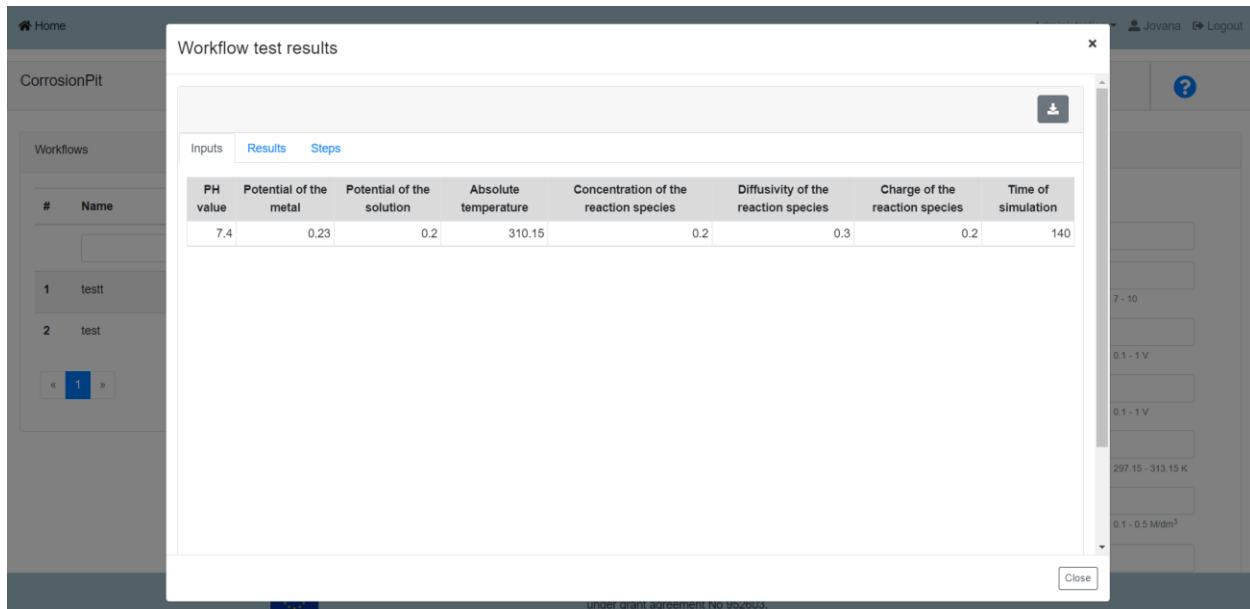 Home
Jovana Logout
Workflow test results
×
CorrosionPit
Workflows
Inputs Results Steps
# Name
PH value Potential of the metal Potential of the solution Absolute temperature Concentration of the reaction species Diffusivity of the reaction species Charge of the reaction species Time of simulation
7.4 0.23 0.2 310.15 0.2 0.3 0.2 140
1 testt
2 test
« 1 »
7 - 10
0.1 - 1 V
0.1 - 1 V
297.15 - 313.15 K
0.1 - 0.5 M/dm³
Close
under grant agreement No 952603.